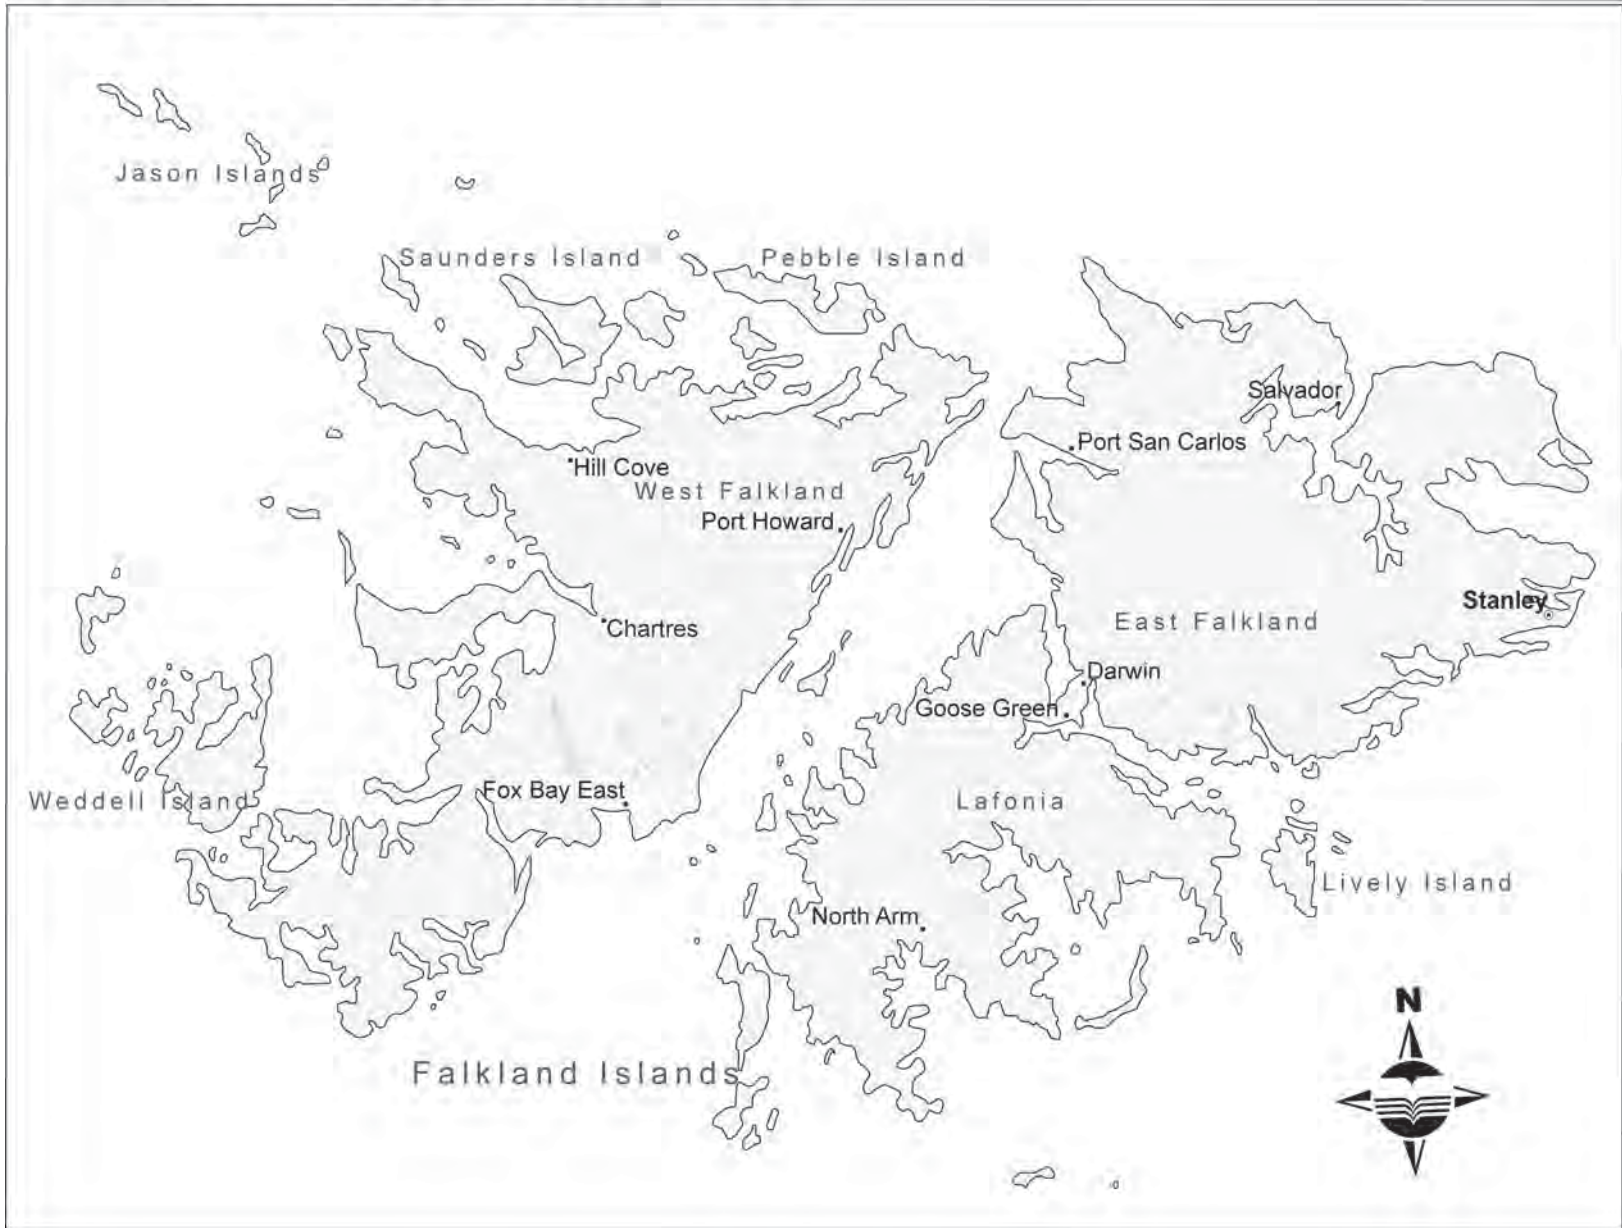 Jason Islands
Saunders Island
Pebble Island
Salvador
Port San Carlos
Hill Cove
West Falkland
Port Howard
Stanley
East Falkland
Chartres
Darwin
Goose Green
Fox Bay East
Weddell Island
Lafonia
Lively Island
North Arm
N
Falkland Islands